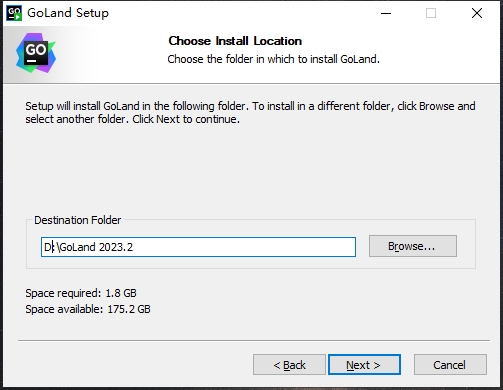 GO GoLand Setup
GO
Choose Install Location
Choose the folder in which to install GoLand.
Setup will install GoLand in the following folder. To install in a different folder, click Browse and
select another folder. Click Next to continue.
Destination Folder
D:\GoLand 2023.2
Browse...
Space required: 1.8 GB
Space available: 175.2 GB
< Back
Next >
Cancel